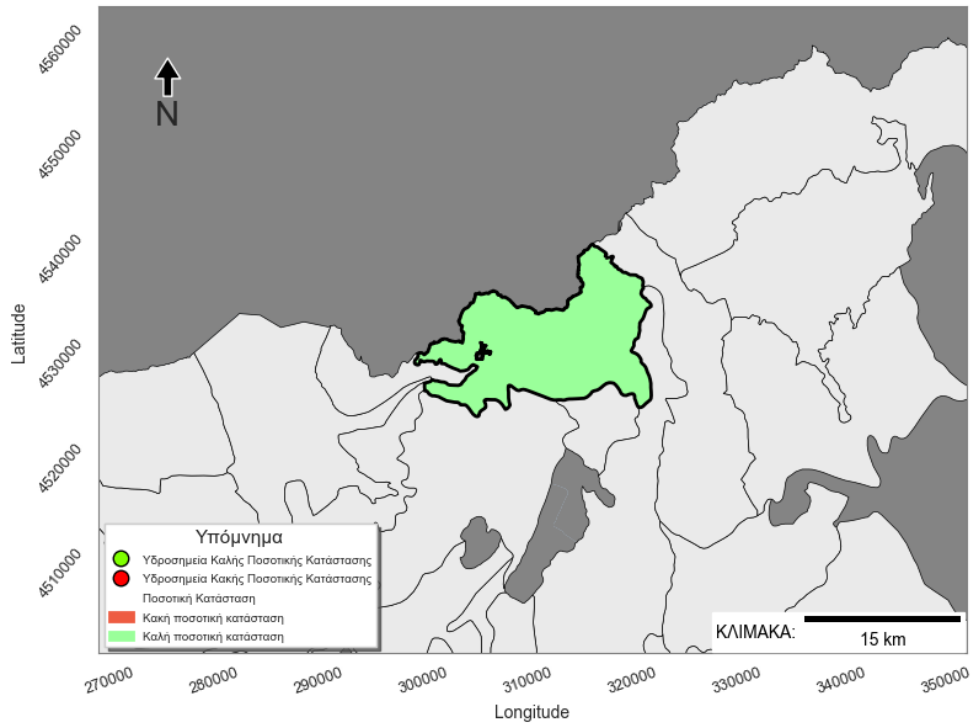 4560000
4550000
4540000
4530000
4520000
4510000
Latitude
N
Υπόμνημα
Υδροσημεία Καλής Ποσοτικής Κατάστασης
Υδροσημεία Κακής Ποσοτικής Κατάστασης
Ποσοτική Κατάσταση
Κακή ποσοτική κατάσταση
Καλή ποσοτική κατάσταση
ΚΛΙΜΑΚΑ:
15 km
270000 280000 290000 300000 310000 320000 330000 340000 350000
Longitude